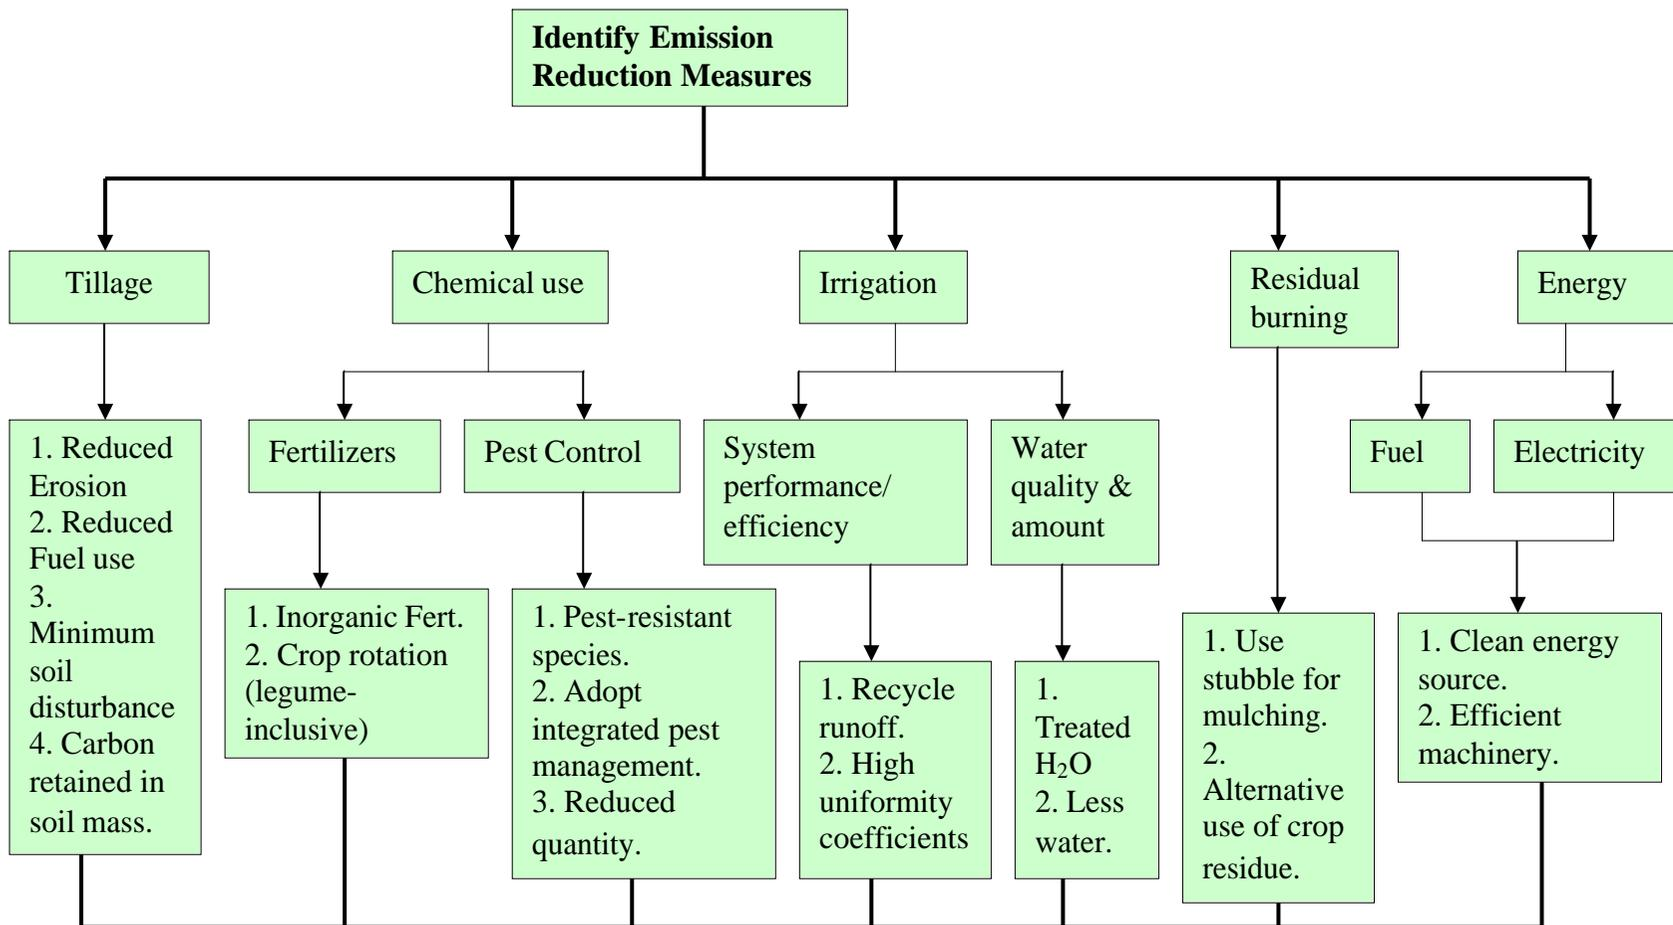 Identify Emission
Reduction Measures
Tillage
Chemical use
Irrigation
Residual
burning
Energy
1. Reduced
Erosion
2. Reduced
Fuel use
3.
Minimum
soil
disturbance
4. Carbon
retained in
soil mass.
Fertilizers
Pest Control
System
performance/
efficiency
Water
quality &
amount
Fuel
Electricity
1. Inorganic Fert.
2. Crop rotation
(legume-
inclusive)
1. Pest-resistant
species.
2. Adopt
integrated pest
management.
3. Reduced
quantity.
1. Recycle
runoff.
2. High
uniformity
coefficients
1.
Treated
H₂O
2. Less
water.
1. Use
stubble for
mulching.
2.
Alternative
use of crop
residue.
1. Clean energy
source.
2. Efficient
machinery.